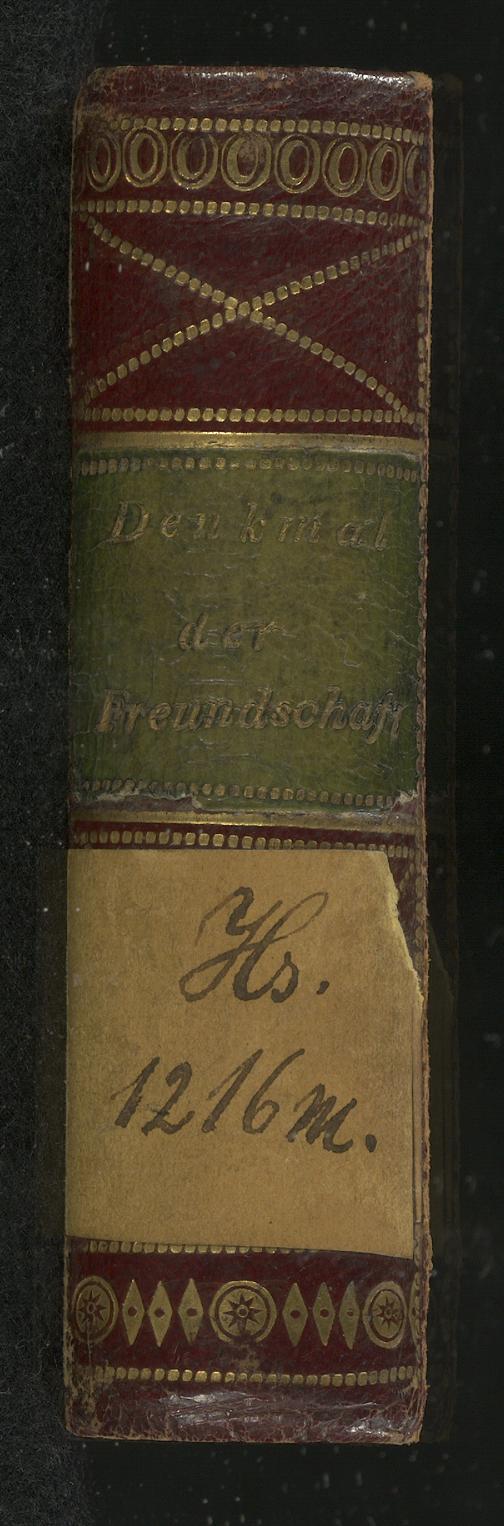 Denkmal
der
Freundschaft
Hs.
1216m.